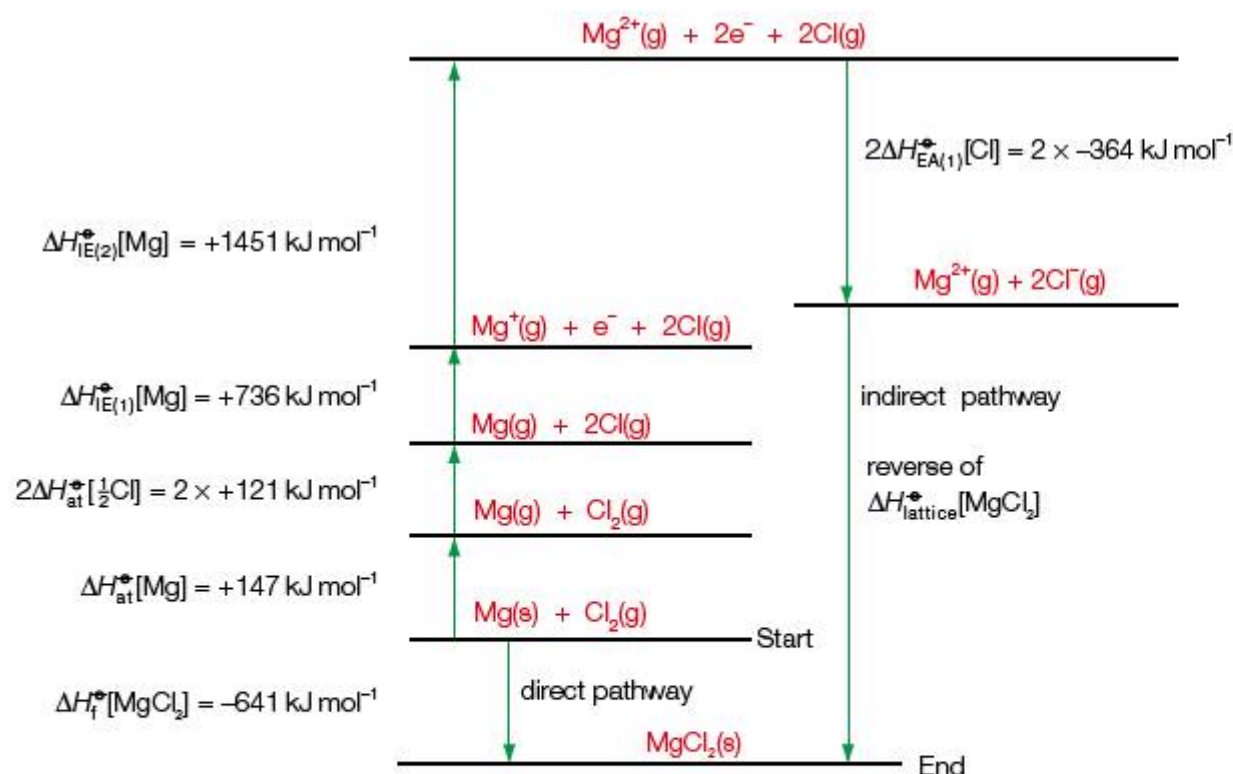 Mg²⁺(g) + 2e⁻ + 2Cl(g)
2ΔH⦵EA(1)[Cl] = 2 × –364 kJ mol⁻¹
ΔH⦵IE(2)[Mg] = +1451 kJ mol⁻¹
Mg²⁺(g) + 2Cl⁻(g)
Mg⁺(g) + e⁻ + 2Cl(g)
ΔH⦵IE(1)[Mg] = +736 kJ mol⁻¹
indirect pathway
Mg(g) + 2Cl(g)
reverse of
ΔH⦵lattice[MgCl₂]
2ΔH⦵at[½Cl] = 2 × +121 kJ mol⁻¹
Mg(g) + Cl₂(g)
ΔH⦵at[Mg] = +147 kJ mol⁻¹
Mg(s) + Cl₂(g)
Start
direct pathway
ΔH⦵f[MgCl₂] = –641 kJ mol⁻¹
MgCl₂(s)
End